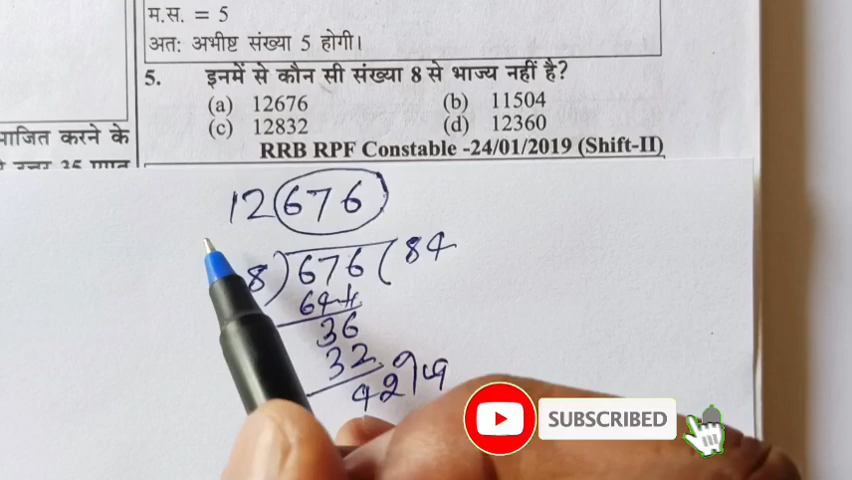 म.स. = 5
अतः अभीष्ट संख्या 5 होगी।
5. इनमें से कौन सी संख्या 8 से भाज्य नहीं है?
(a) 12676 (b) 11504
(c) 12832 (d) 12360
RRB RPF Constable -24/01/2019 (Shift-II)
भाजित करने के
12676
8) 676 ( 84
64
36
32
4 शेष
SUBSCRIBED